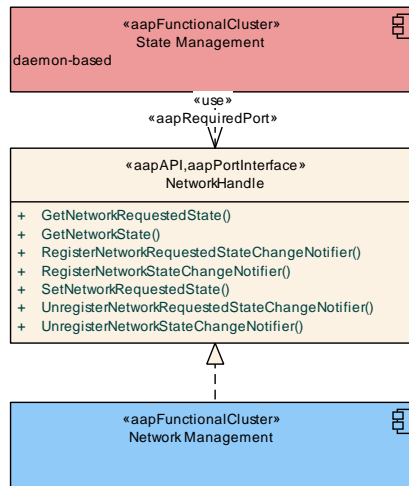 «aapFunctionalCluster»
State Management
daemon-based
«use»
«aapRequiredPort»
«aapAPI,aapPortInterface»
NetworkHandle
+ GetNetworkRequestedState()
+ GetNetworkState()
+ RegisterNetworkRequestedStateChangeNotifier()
+ RegisterNetworkStateChangeNotifier()
+ SetNetworkRequestedState()
+ UnregisterNetworkRequestedStateChangeNotifier()
+ UnregisterNetworkStateChangeNotifier()
«aapFunctionalCluster»
Network Management